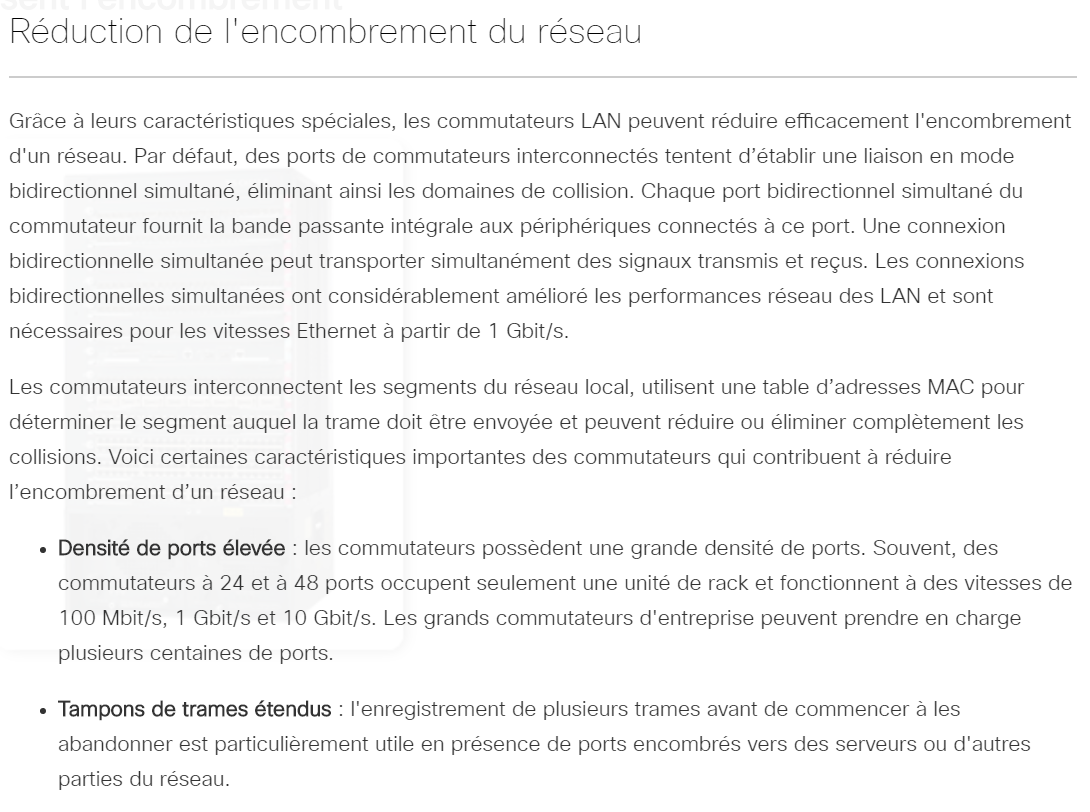 sent l'encombrement
Réduction de l'encombrement du réseau
Grâce à leurs caractéristiques spéciales, les commutateurs LAN peuvent réduire efficacement l'encombrement
d'un réseau. Par défaut, des ports de commutateurs interconnectés tentent d’établir une liaison en mode
bidirectionnel simultané, éliminant ainsi les domaines de collision. Chaque port bidirectionnel simultané du
commutateur fournit la bande passante intégrale aux périphériques connectés à ce port. Une connexion
bidirectionnelle simultanée peut transporter simultanément des signaux transmis et reçus. Les connexions
bidirectionnelles simultanées ont considérablement amélioré les performances réseau des LAN et sont
nécessaires pour les vitesses Ethernet à partir de 1 Gbit/s.
Les commutateurs interconnectent les segments du réseau local, utilisent une table d’adresses MAC pour
déterminer le segment auquel la trame doit être envoyée et peuvent réduire ou éliminer complètement les
collisions. Voici certaines caractéristiques importantes des commutateurs qui contribuent à réduire
l’encombrement d’un réseau :
• Densité de ports élevée : les commutateurs possèdent une grande densité de ports. Souvent, des
commutateurs à 24 et à 48 ports occupent seulement une unité de rack et fonctionnent à des vitesses de
100 Mbit/s, 1 Gbit/s et 10 Gbit/s. Les grands commutateurs d'entreprise peuvent prendre en charge
plusieurs centaines de ports.
• Tampons de trames étendus : l'enregistrement de plusieurs trames avant de commencer à les
abandonner est particulièrement utile en présence de ports encombrés vers des serveurs ou d'autres
parties du réseau.